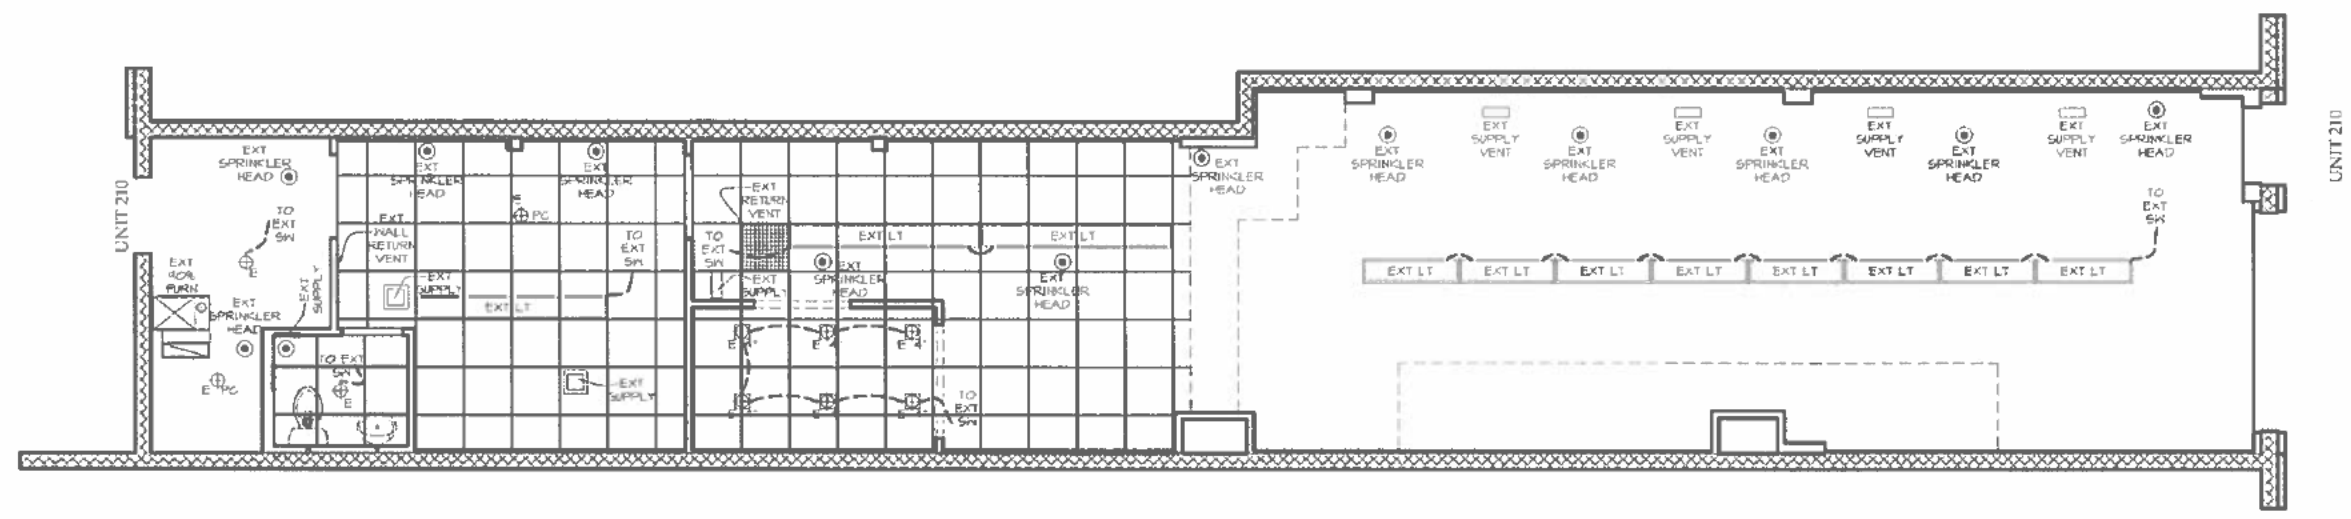 UNIT 210
EXT
SPRINKLER
HEAD
TO
EXT
SW
E
EXT
40%
FURN
EXT
SPRINKLER
HEAD
EXT
SUPPLY
E PC
TO EXT
SW
E
EXT
WALL
RETURN
VENT
EXT
SPRINKLER
HEAD
EXT
SPRINKLER
HEAD
E
PC
TO
EXT
SW
EXT
SUPPLY
EXT LT
EXT
SUPPLY
EXT
RETURN
VENT
TO
EXT
SW
EXT
SUPPLY
EXT LT
EXT LT
EXT
SPRINKLER
HEAD
EXT
SPRINKLER
HEAD
E
E
E
E
E
E
TO
EXT
SW
EXT
SPRINKLER
HEAD
EXT
SPRINKLER
HEAD
EXT
SUPPLY
VENT
EXT
SPRINKLER
HEAD
EXT
SUPPLY
VENT
EXT
SPRINKLER
HEAD
EXT
SUPPLY
VENT
EXT
SPRINKLER
HEAD
EXT
SUPPLY
VENT
EXT
SPRINKLER
HEAD
TO
EXT
SW
EXT LT
EXT LT
EXT LT
EXT LT
EXT LT
EXT LT
EXT LT
EXT LT
UNIT 210